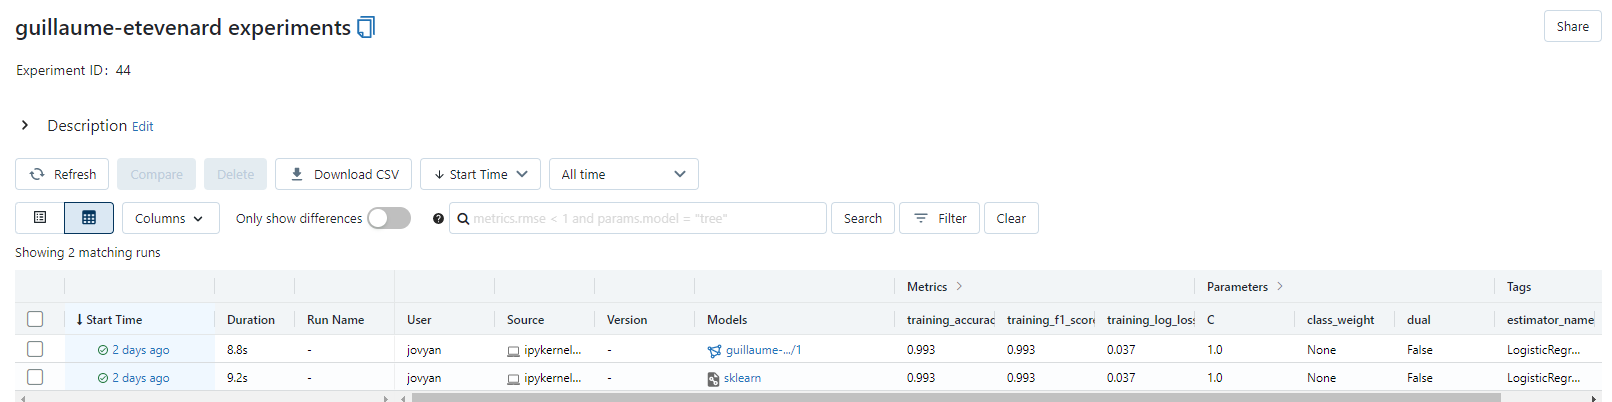 guillaume-etevenard experiments
Share
Experiment ID: 44
Description Edit
Refresh Compare Delete Download CSV Start Time All time
Columns Only show differences metrics.rmse < 1 and params.model = "tree" Search Filter Clear
Showing 2 matching runs
Metrics Parameters Tags
Start Time Duration Run Name User Source Version Models training_accurac training_f1_score training_log_los C class_weight dual estimator_name
2 days ago 8.8s - jovyan ipykernel... - guillaume-.../1 0.993 0.993 0.037 1.0 None False LogisticRegr...
2 days ago 9.2s - jovyan ipykernel... - sklearn 0.993 0.993 0.037 1.0 None False LogisticRegr...